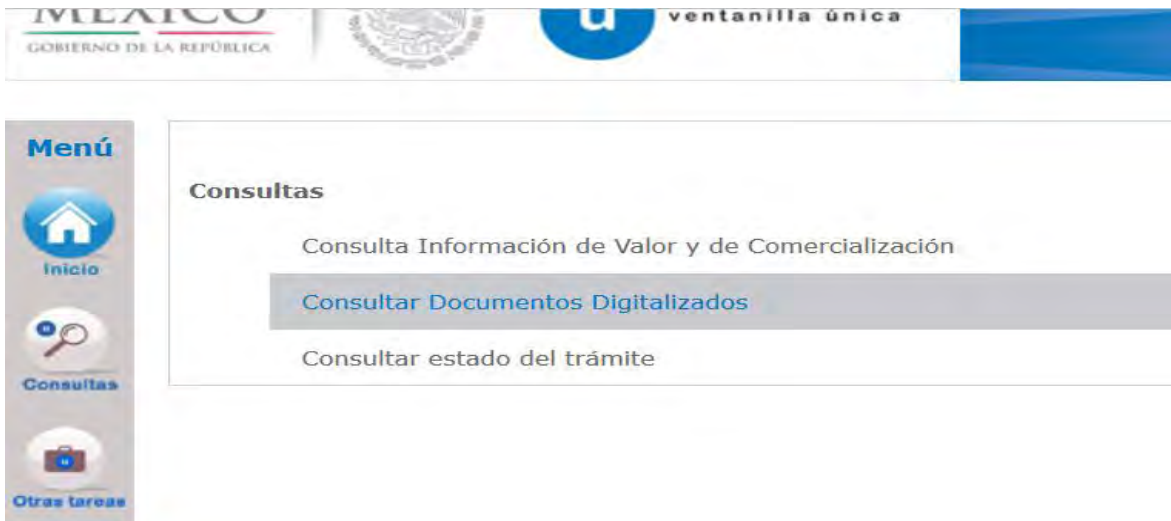 MÉXICO
GOBIERNO DE LA REPÚBLICA
u
ventanilla única
Menú
Inicio
Consultas
Otras tareas
Consultas
Consulta Información de Valor y de Comercialización
Consultar Documentos Digitalizados
Consultar estado del trámite